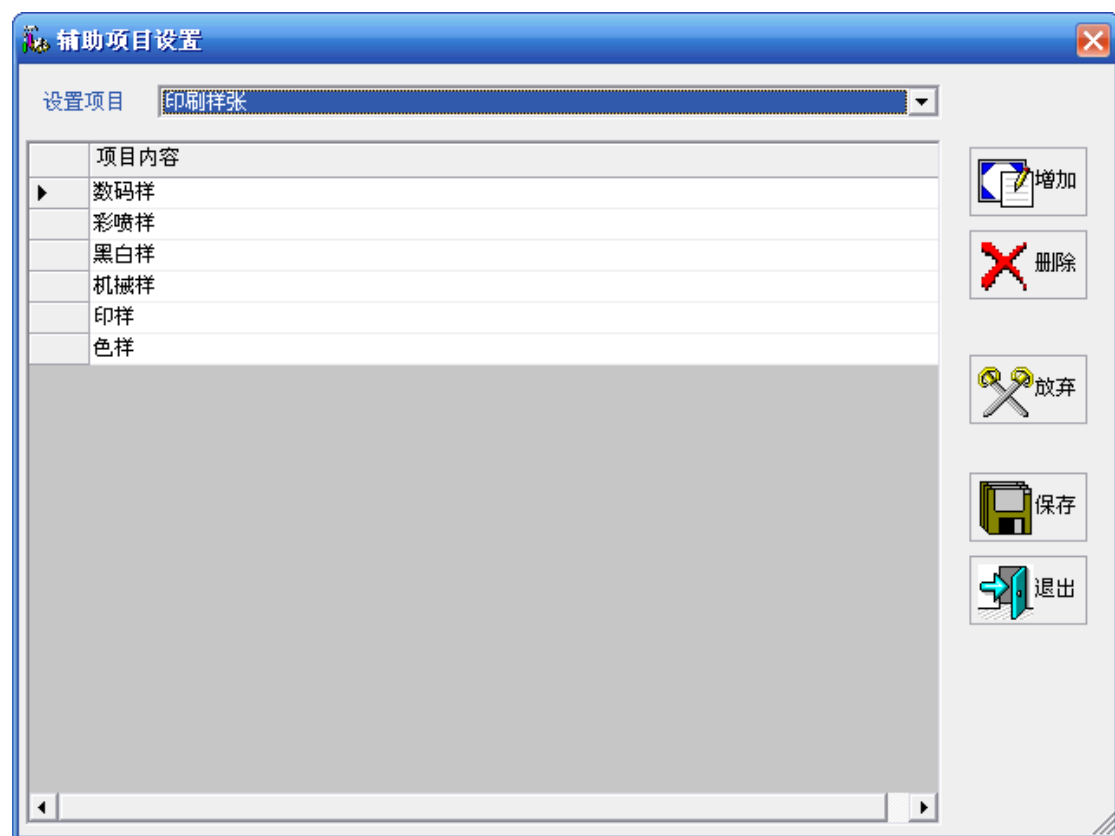 辅助项目设置
设置项目 印刷样张
项目内容
数码样
彩喷样
黑白样
机械样
印样
色样
增加
删除
放弃
保存
退出